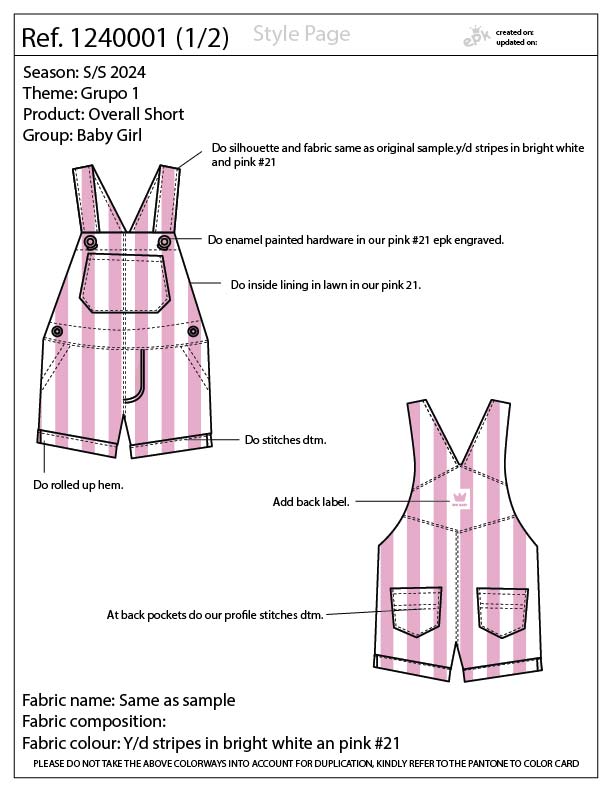 Ref. 1240001 (1/2)
Style Page
epk
created on:
updated on:
Season: S/S 2024
Theme: Grupo 1
Product: Overall Short
Group: Baby Girl
Do silhouette and fabric same as original sample.y/d stripes in bright white
and pink #21
Do enamel painted hardware in our pink #21 epk engraved.
Do inside lining in lawn in our pink 21.
Do stitches dtm.
Do rolled up hem.
Add back label.
At back pockets do our profile stitches dtm.
Fabric name: Same as sample
Fabric composition:
Fabric colour: Y/d stripes in bright white an pink #21
PLEASE DO NOT TAKE THE ABOVE COLORWAYS INTO ACCOUNT FOR DUPLICATION, KINDLY REFER TO THE PANTONE TO COLOR CARD